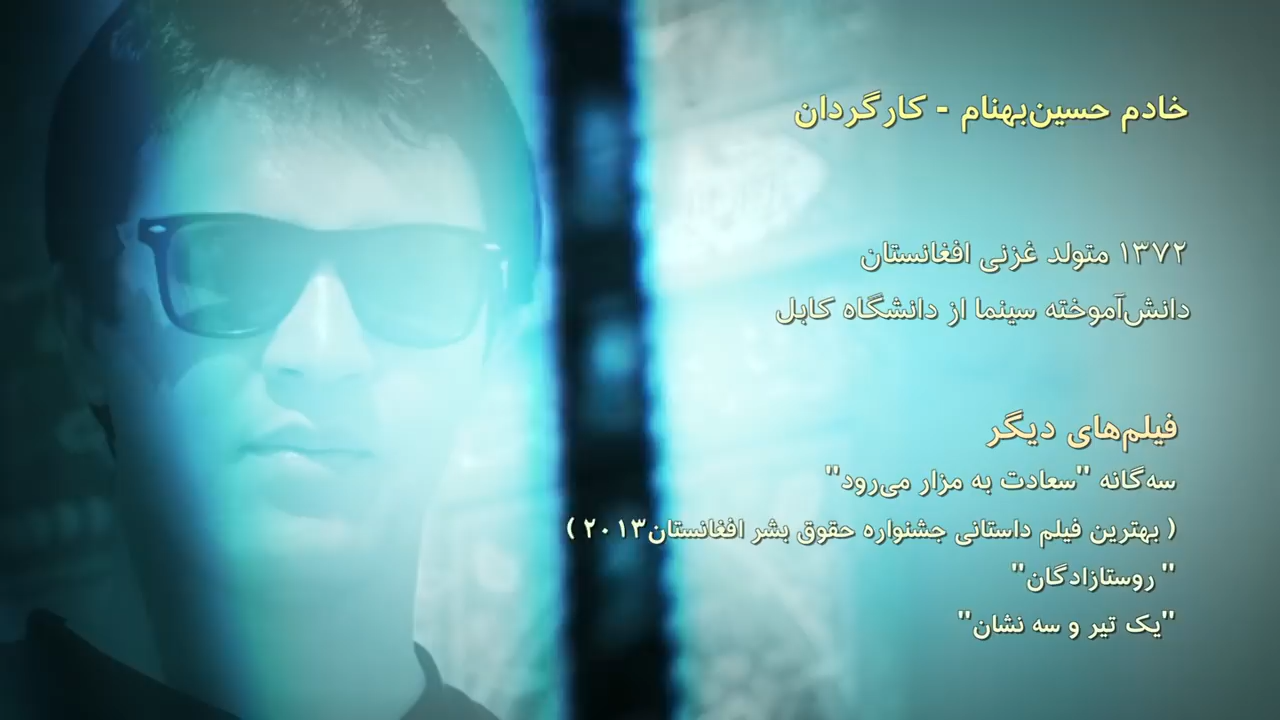 خادم حسین‌بهنام - کارگردان
۱۳۷۲ متولد غزنی افغانستان
دانش‌آموخته سینما از دانشگاه کابل
فیلم‌های دیگر
سه‌گانه "سعادت به مزار می‌رود"
( بهترین فیلم داستانی جشنواره حقوق بشر افغانستان۲۰۱۳ )
" روستازادگان"
"یک تیر و سه نشان"